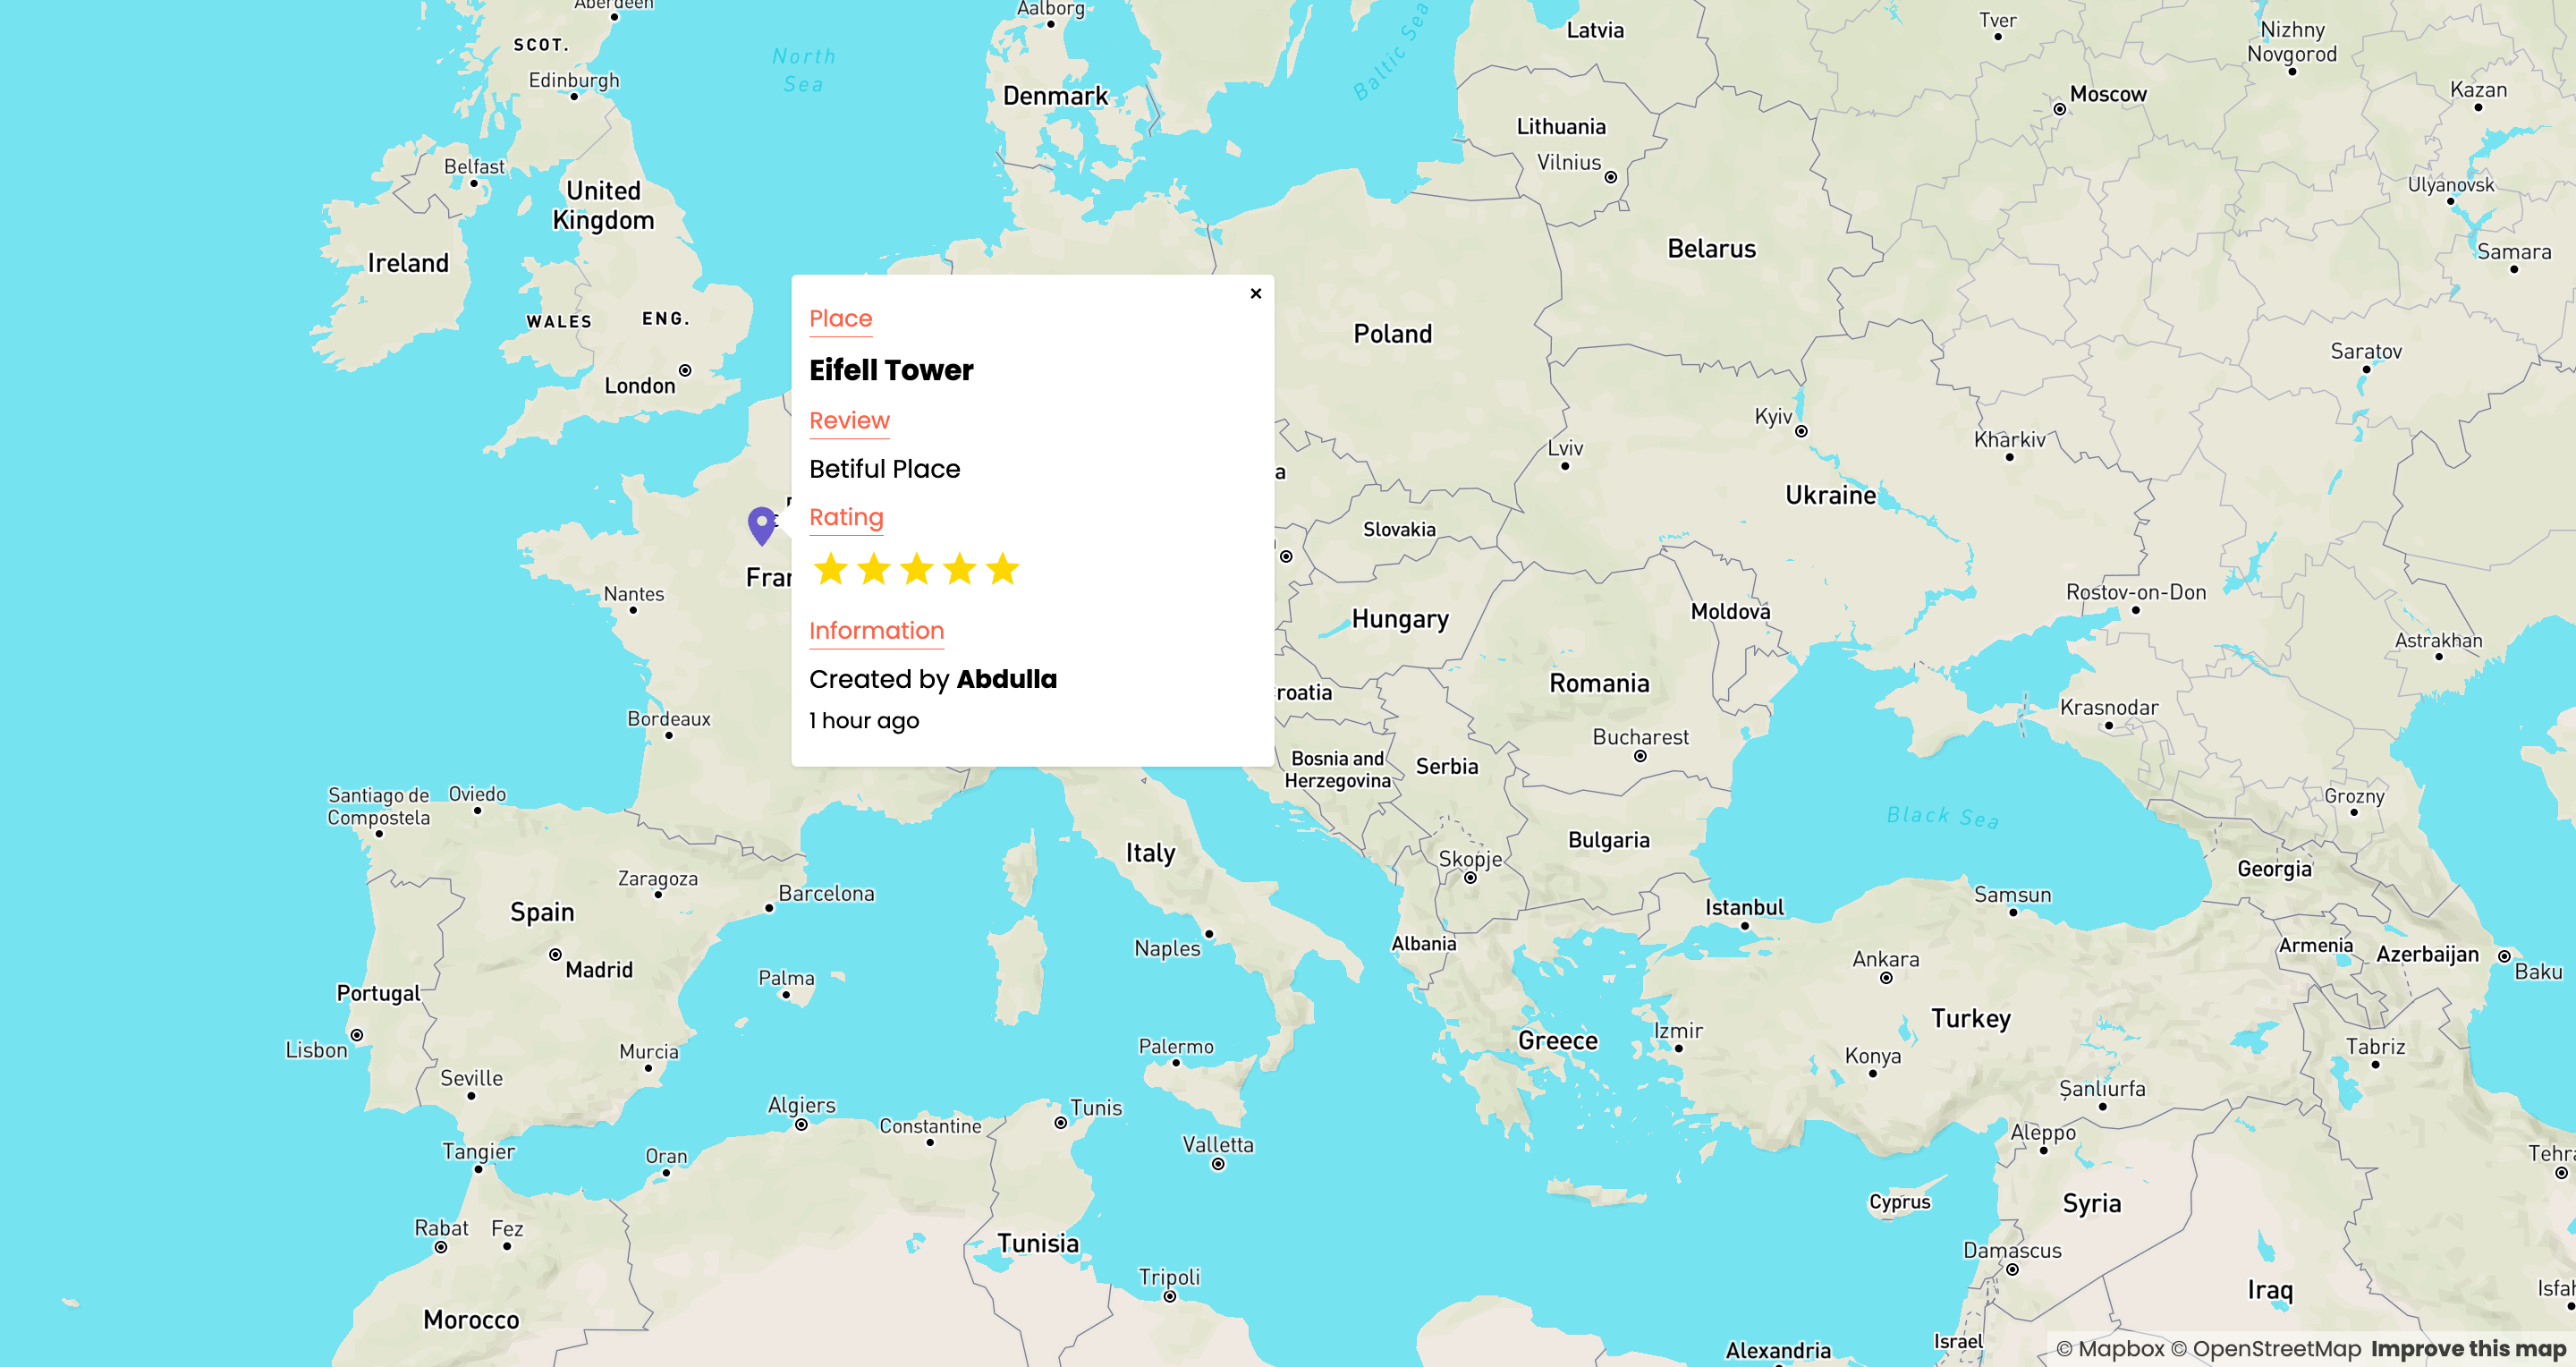 Aberdeen
Aalborg
SCOT.
North
Sea
Baltic Sea
Latvia
Tver
Nizhny
Novgorod
Edinburgh
Denmark
Moscow
Kazan
Lithuania
Belfast
Vilnius
United
Kingdom
Ulyanovsk
Ireland
Belarus
Samara
×
Place
Eifell Tower
Review
Betiful Place
Rating
Information
Created by Abdulla
1 hour ago
WALES
ENG.
London
Poland
Saratov
Kyiv
Lviv
Kharkiv
Ukraine
Slovakia
Fran
Nantes
Hungary
Moldova
Rostov-on-Don
Astrakhan
Romania
roatia
Krasnodar
Bordeaux
Bucharest
Bosnia and
Herzegovina
Serbia
Santiago de
Compostela
Oviedo
Grozny
Black Sea
Bulgaria
Italy
Skopje
Georgia
Zaragoza
Barcelona
Spain
Istanbul
Samsun
Naples
Albania
Armenia
Azerbaijan
Baku
Madrid
Ankara
Palma
Portugal
Turkey
Lisbon
Murcia
Palermo
Greece
Izmir
Konya
Tabriz
Seville
Şanlıurfa
Algiers
Constantine
Tunis
Aleppo
Tangier
Oran
Valletta
Tehra
Cyprus
Syria
Rabat
Fez
Tunisia
Damascus
Tripoli
Iraq
Isfah
Morocco
Israel
Alexandria
© Mapbox © OpenStreetMap Improve this map